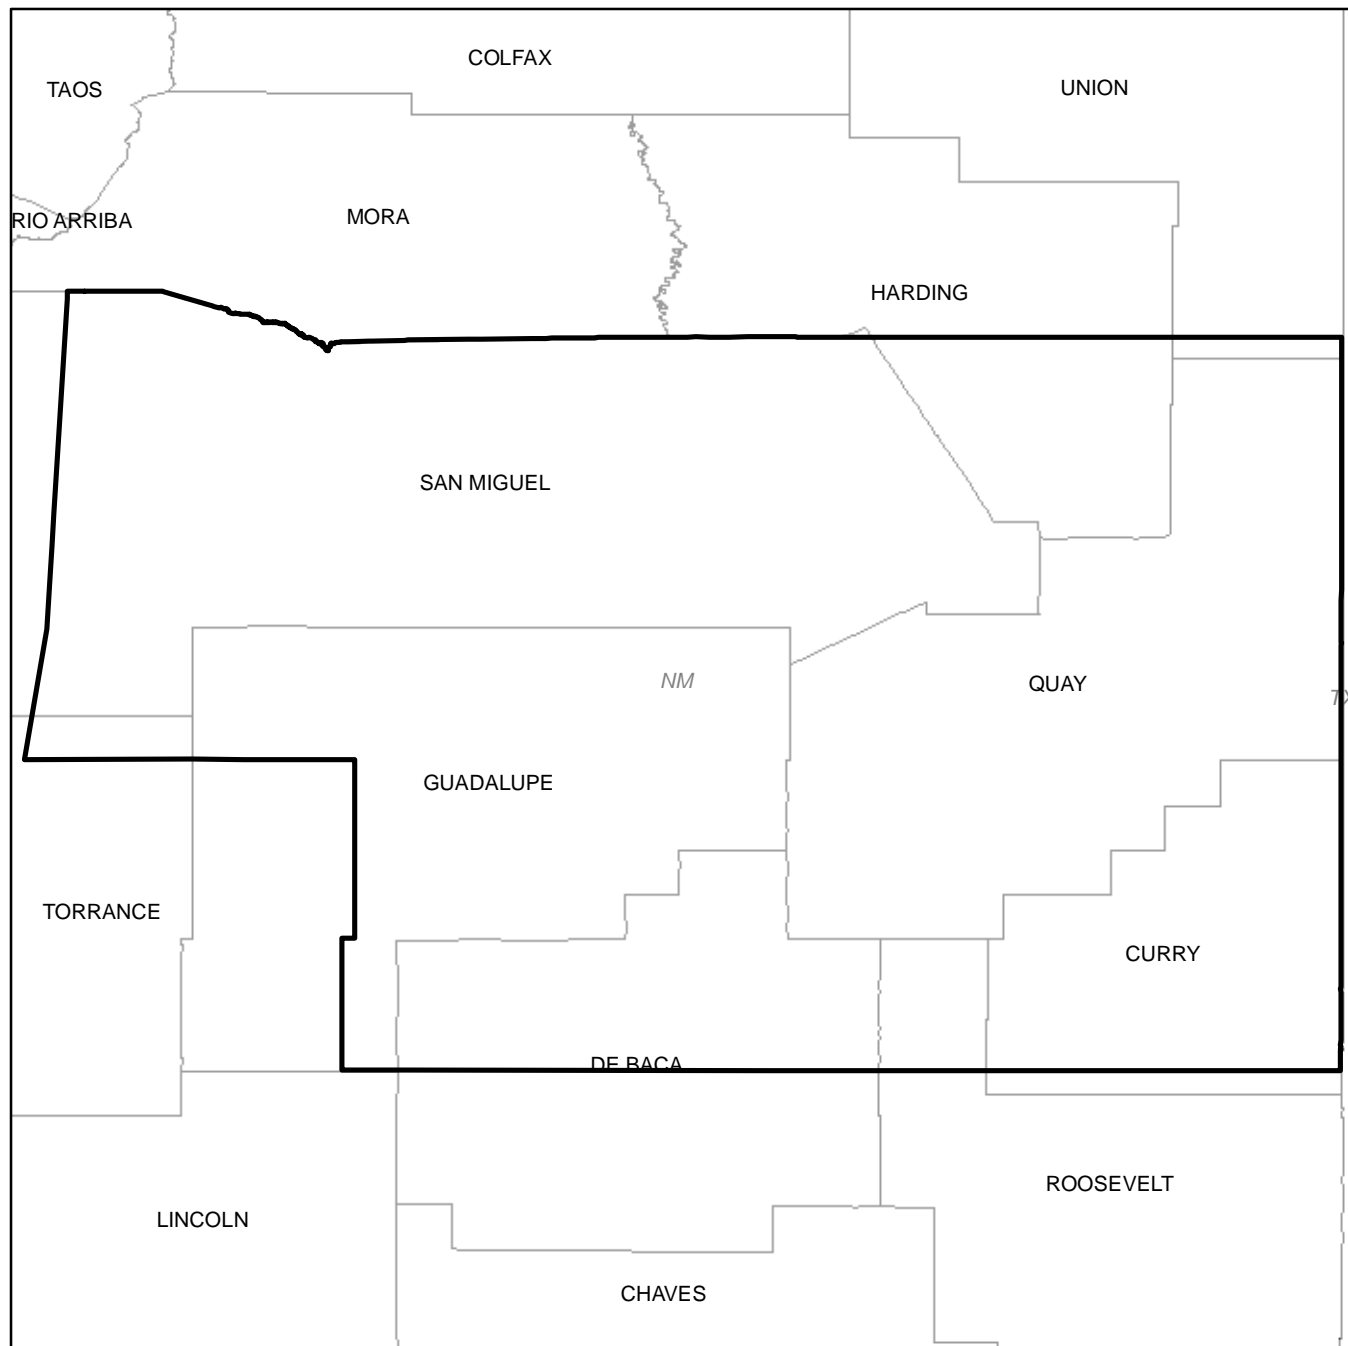 COLFAX
UNION
TAOS
MORA
RIO ARRIBA
HARDING
SAN MIGUEL
NM
QUAY
TX
GUADALUPE
TORRANCE
CURRY
DE BACA
ROOSEVELT
LINCOLN
CHAVES